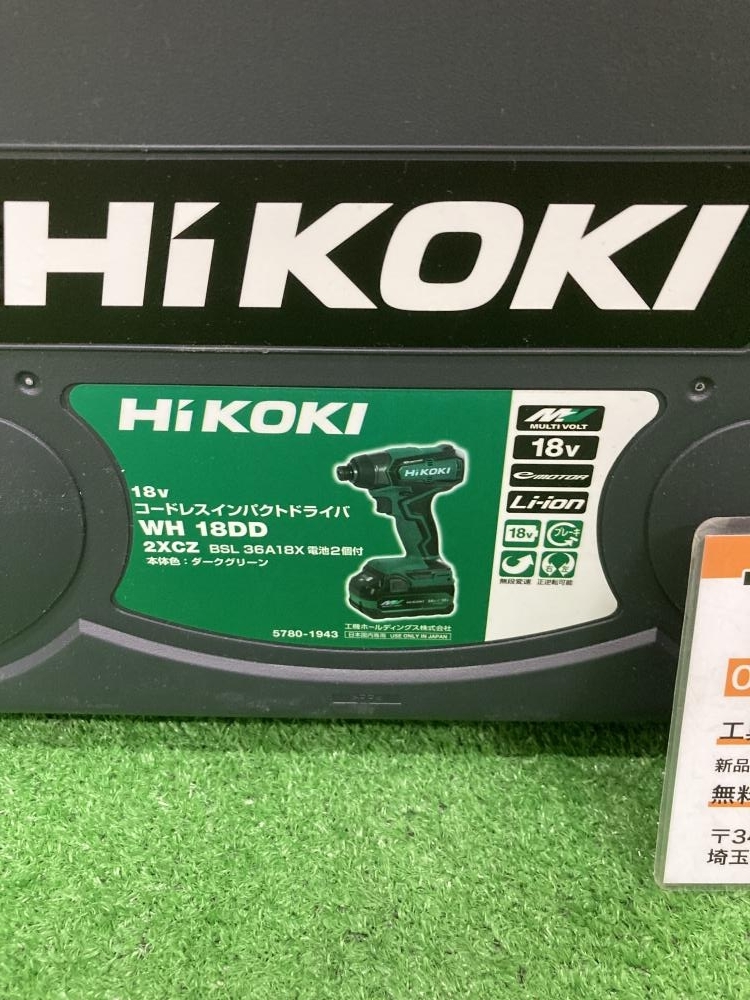 HiKOKI
HiKOKI
MULTI VOLT
18v
e-MOTOR
Li-ion
18v
コードレスインパクトドライバ
WH 18DD
2XCZ BSL 36A18X 電池2個付
本体色:ダークグリーン
HiKOKI
18v
ブレーキ
無段変速
正逆転可能
5780-1943
工機ホールディングス株式会社
日本国内専用 USE ONLY IN JAPAN
新品
無料
〒34
埼玉